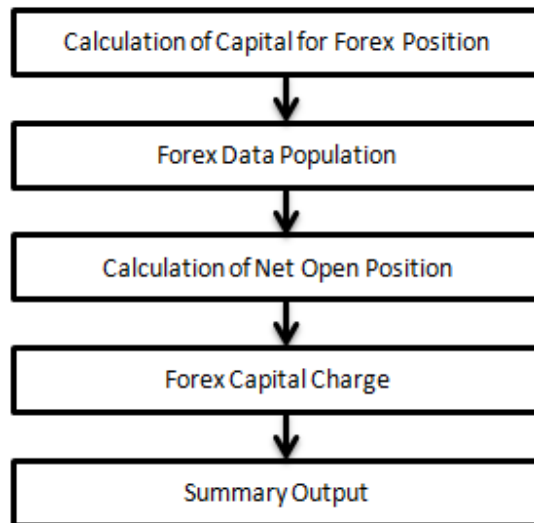 Calculation of Capital for Forex Position
Forex Data Population
Calculation of Net Open Position
Forex Capital Charge
Summary Output